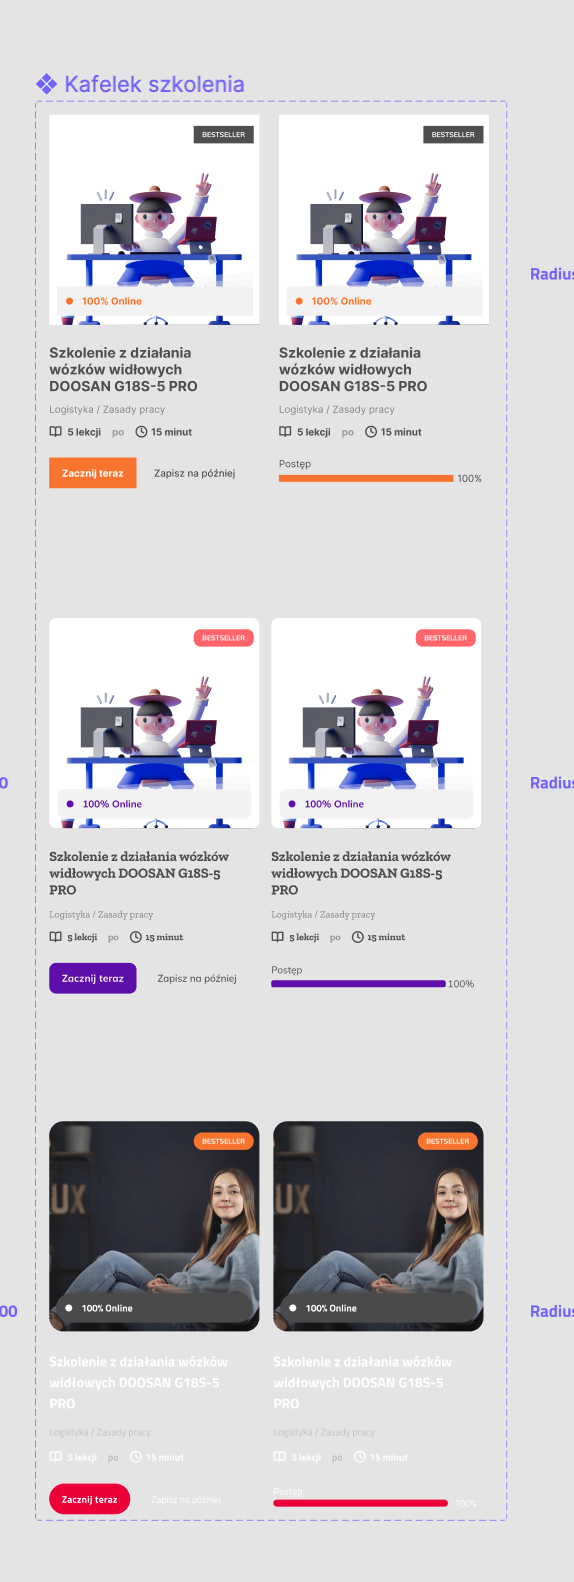 Kafelek szkolenia
BESTSELLER
BESTSELLER
100% Online
100% Online
Szkolenie z działania
wózków widłowych
DOOSAN G18S-5 PRO
Logistyka / Zasady pracy
5 lekcji po 15 minut
Zacznij teraz
Zapisz na później
Szkolenie z działania
wózków widłowych
DOOSAN G18S-5 PRO
Logistyka / Zasady pracy
5 lekcji po 15 minut
Postęp
100%
Radius
BESTSELLER
BESTSELLER
100% Online
100% Online
0
Szkolenie z działania wózków
widłowych DOOSAN G18S-5
PRO
Logistyka / Zasady pracy
5 lekcji po 15 minut
Zacznij teraz
Zapisz na później
Szkolenie z działania wózków
widłowych DOOSAN G18S-5
PRO
Logistyka / Zasady pracy
5 lekcji po 15 minut
Postęp
100%
Radius
BESTSELLER
BESTSELLER
UX
UX
100% Online
100% Online
00
Szkolenie z działania wózków
widłowych DOOSAN G18S-5
PRO
Logistyka / Zasady pracy
5 lekcji po 15 minut
Zacznij teraz
Zapisz na później
Szkolenie z działania wózków
widłowych DOOSAN G18S-5
PRO
Logistyka / Zasady pracy
5 lekcji po 15 minut
Postęp
100%
Radius